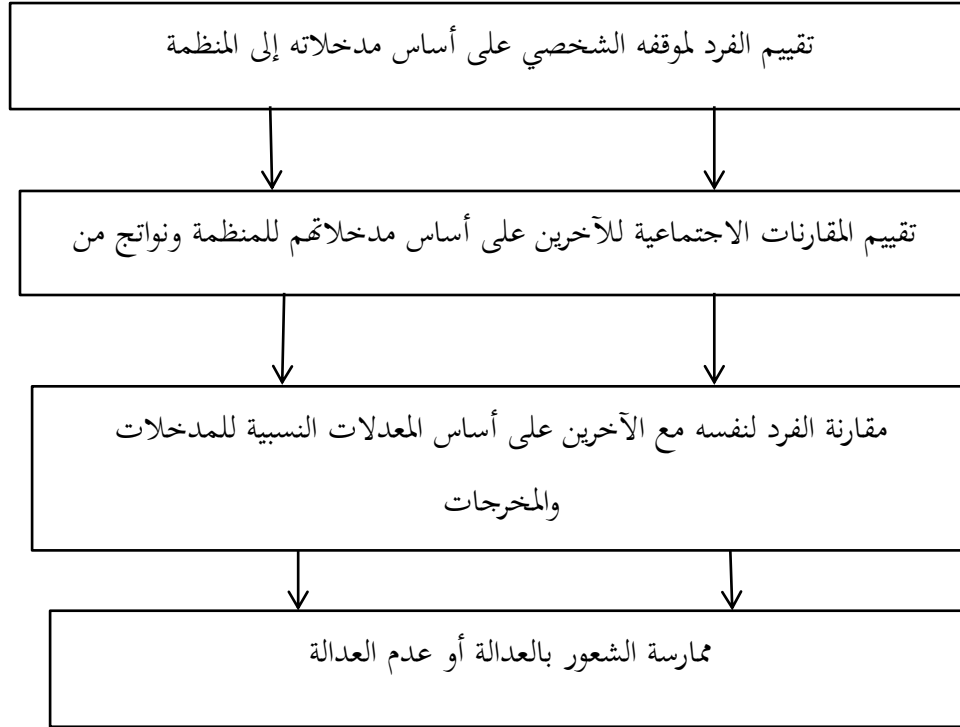 تقييم الفرد لموقفه الشخصي على أساس مدخلاته إلى المنظمة
تقييم المقارنات الاجتماعية للآخرين على أساس مدخلاتهم للمنظمة ونواتج من
مقارنة الفرد لنفسه مع الآخرين على أساس المعدلات النسبية للمدخلات
والمخرجات
ممارسة الشعور بالعدالة أو عدم العدالة